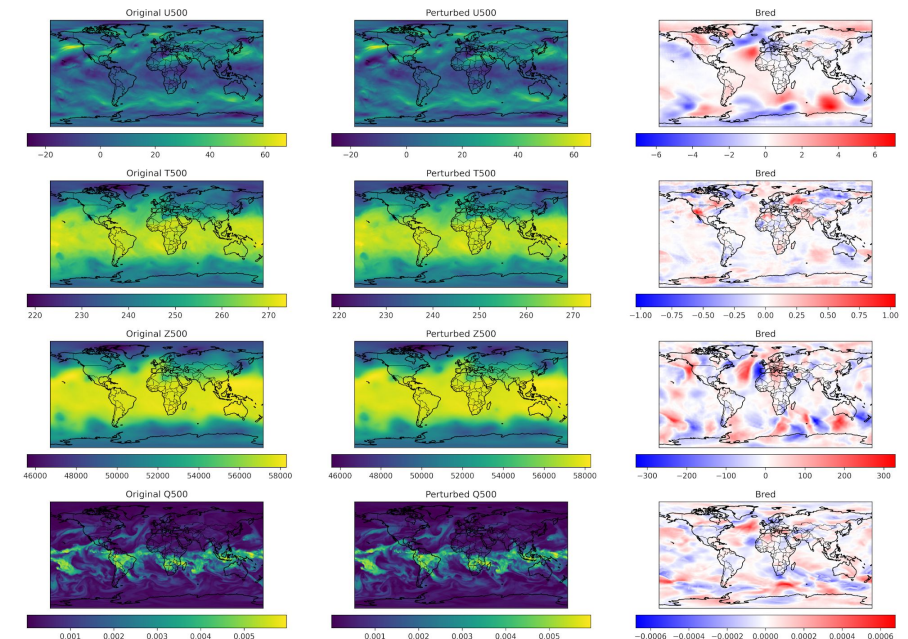 Original U500 Perturbed U500 Bred
−20 0 20 40 60 −20 0 20 40 60 −6 −4 −2 0 2 4 6
Original T500 Perturbed T500 Bred
220 230 240 250 260 270 220 230 240 250 260 270 −1.00 −0.75 −0.50 −0.25 0.00 0.25 0.50 0.75 1.00
Original Z500 Perturbed Z500 Bred
46000 48000 50000 52000 54000 56000 58000 46000 48000 50000 52000 54000 56000 58000 −300 −200 −100 0 100 200 300
Original Q500 Perturbed Q500 Bred
0.001 0.002 0.003 0.004 0.005 0.001 0.002 0.003 0.004 0.005 −0.0006 −0.0004 −0.0002 0.0000 0.0002 0.0004 0.0006